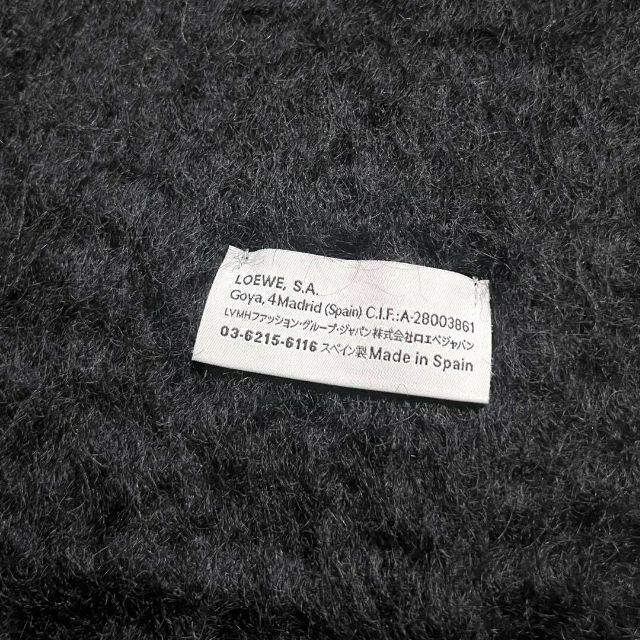 LOEWE, S.A.
Goya, 4 Madrid (Spain) C.I.F.:A-28003861
LVMHファッション・グループ・ジャパン株式会社ロエベジャパン
03-6215-6116 スペイン製 Made in Spain